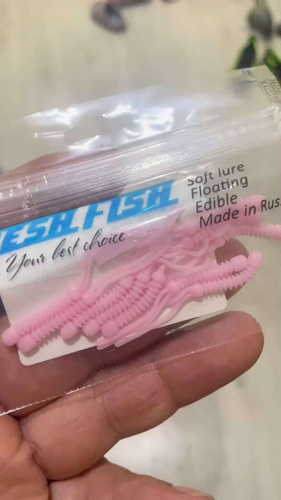 ESH FISH
Your best choice
Soft lure
Floating
Edible
Made in Rus